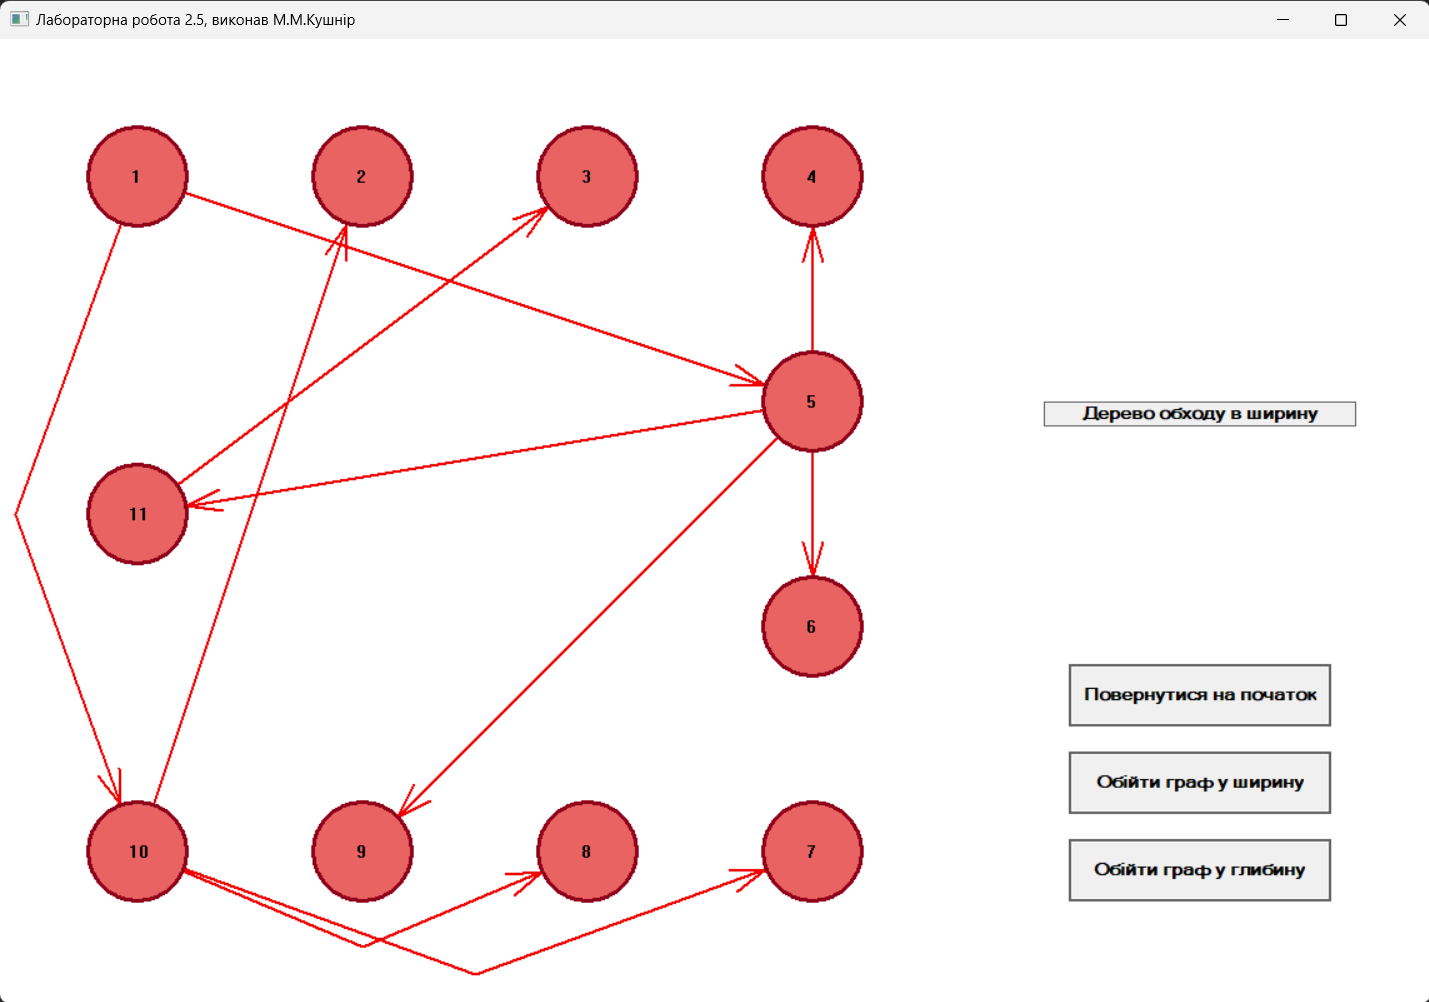 Лабораторна робота 2.5, виконав М.М.Кушнір
1
2
3
4
5
Дерево обходу в ширину
11
6
Повернутися на початок
Обійти граф у ширину
10
9
8
7
Обійти граф у глибину